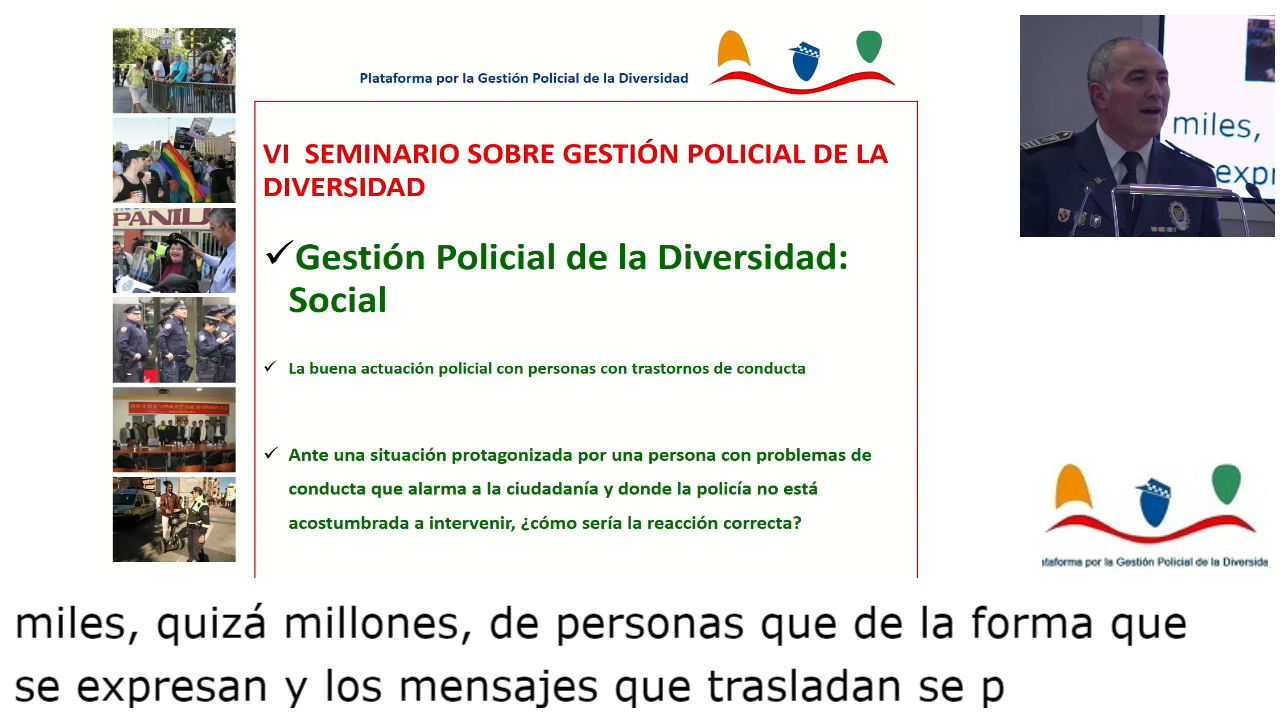 Plataforma por la Gestión Policial de la Diversidad
VI SEMINARIO SOBRE GESTIÓN POLICIAL DE LA
DIVERSIDAD
Gestión Policial de la Diversidad:
Social
La buena actuación policial con personas con trastornos de conducta
Ante una situación protagonizada por una persona con problemas de
conducta que alarma a la ciudadanía y donde la policía no está
acostumbrada a intervenir, ¿cómo sería la reacción correcta?
PANIL
miles,
expr
ataforma por la Gestión Policial de la Diversida
miles, quizá millones, de personas que de la forma que
se expresan y los mensajes que trasladan se p